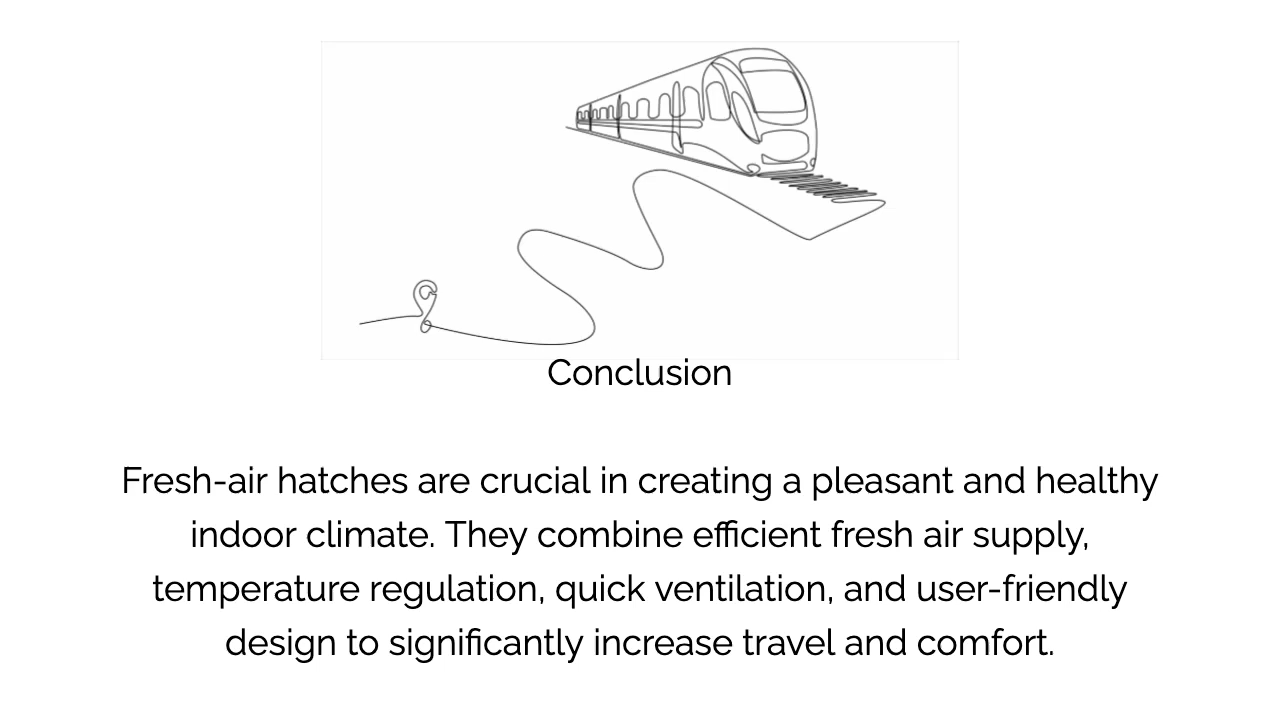 Conclusion
Fresh-air hatches are crucial in creating a pleasant and healthy
indoor climate. They combine efficient fresh air supply,
temperature regulation, quick ventilation, and user-friendly
design to significantly increase travel and comfort.